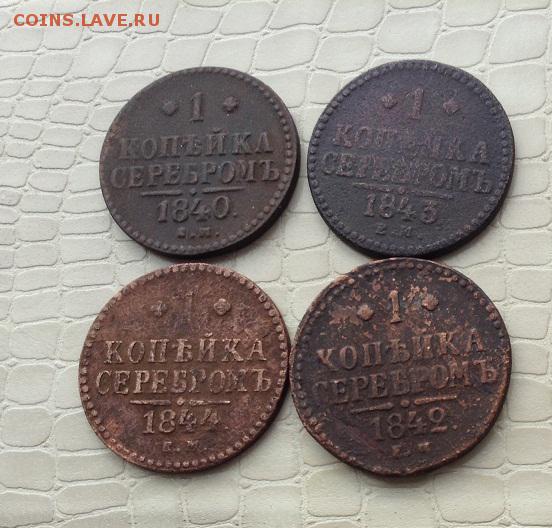 COINS.LAVE.RU
1
КОПѢЙКА
СЕРЕБРОМЪ
1840.
1
КОПѢЙКА
СЕРЕБРОМЪ
1843.
Е.М.
1
КОПѢЙКА
СЕРЕБРОМЪ
1844.
Е.М.
1
КОПѢЙКА
СЕРЕБРОМЪ
1842.